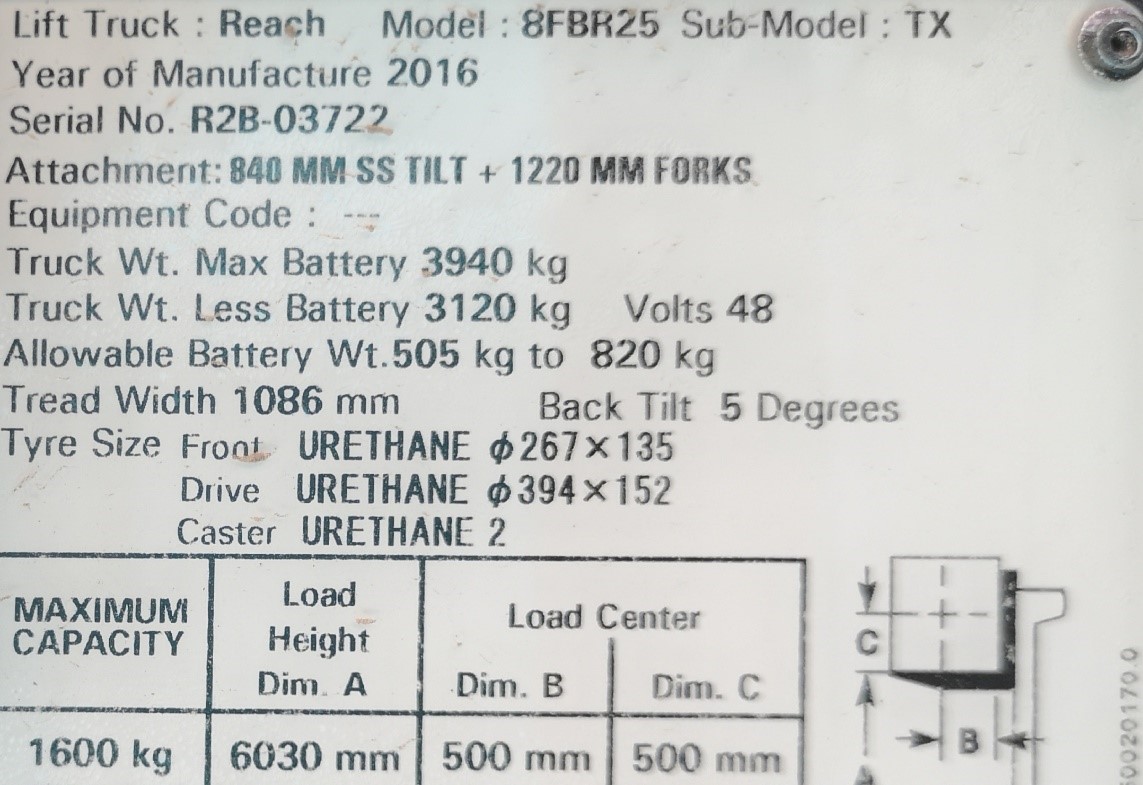 Lift Truck : Reach Model : 8FBR25 Sub-Model : TX
Year of Manufacture 2016
Serial No. R2B-03722
Attachment: 840 MM SS TILT + 1220 MM FORKS
Equipment Code : ---
Truck Wt. Max Battery 3940 kg
Truck Wt. Less Battery 3120 kg Volts 48
Allowable Battery Wt. 505 kg to 820 kg
Tread Width 1086 mm Back Tilt 5 Degrees
Tyre Size Front URETHANE ϕ267×135
Drive URETHANE ϕ394×152
Caster URETHANE 2
MAXIMUM CAPACITY
Load Height Dim. A
Load Center
Dim. B Dim. C
1600 kg 6030 mm 500 mm 500 mm
C
B